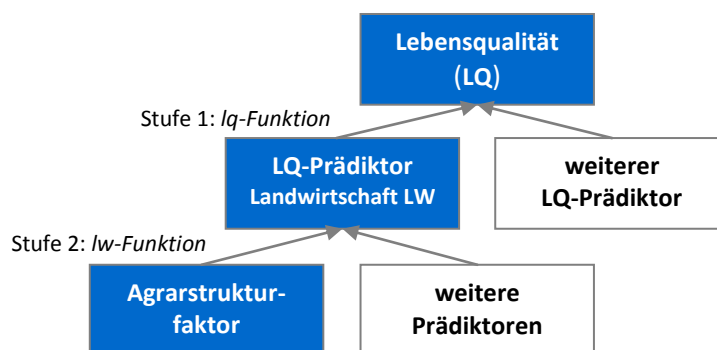 Lebensqualität
(LQ)
Stufe 1: lq-Funktion
LQ-Prädiktor
Landwirtschaft LW
weiterer
LQ-Prädiktor
Stufe 2: lw-Funktion
Agrarstruktur-
faktor
weitere
Prädiktoren